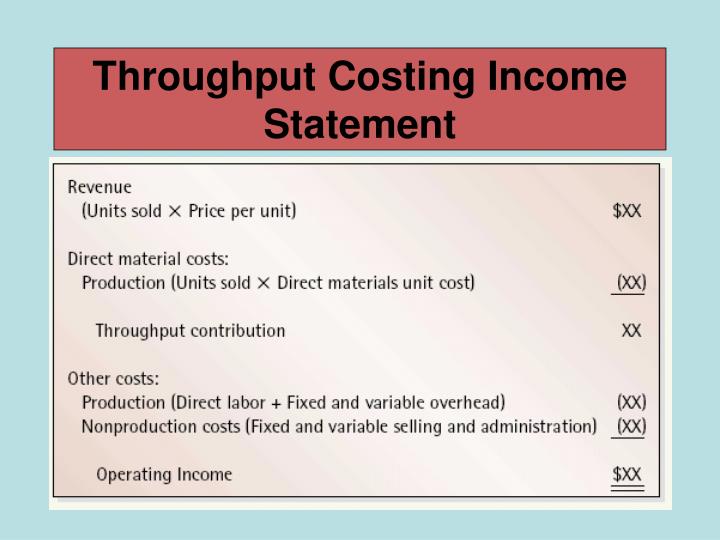 Throughput Costing Income
Statement
Revenue
(Units sold × Price per unit) $XX
Direct material costs:
Production (Units sold × Direct materials unit cost) (XX)
Throughput contribution XX
Other costs:
Production (Direct labor + Fixed and variable overhead) (XX)
Nonproduction costs (Fixed and variable selling and administration) (XX)
Operating Income $XX